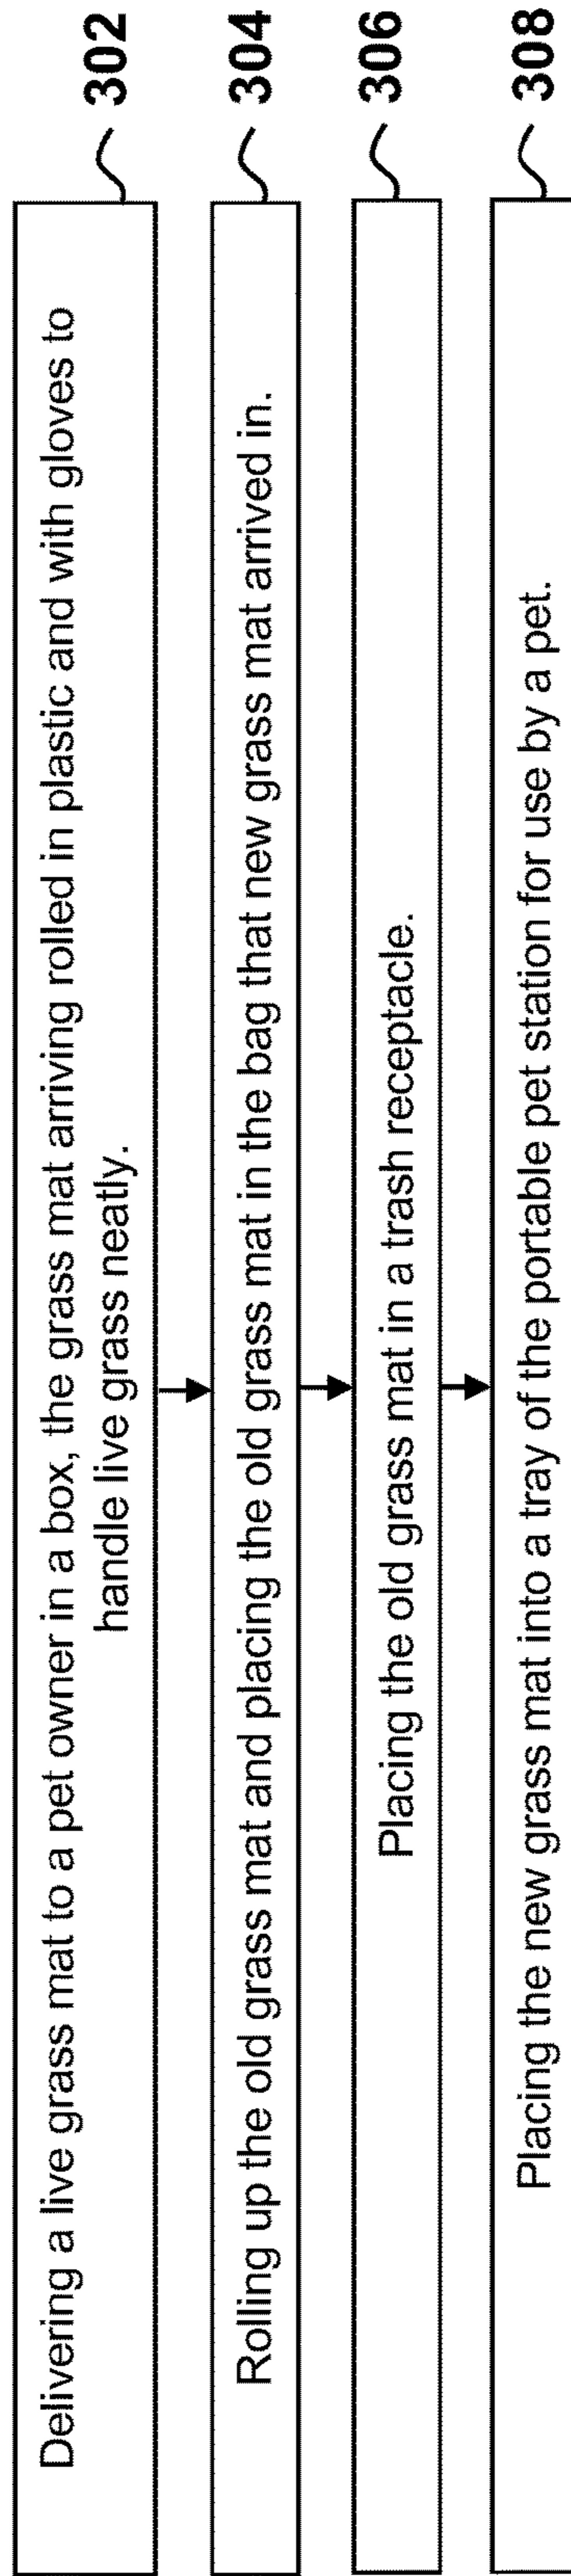 Delivering a live grass mat to a pet owner in a box, the grass mat arriving rolled in plastic and with gloves to
handle live grass neatly.
302
Rolling up the old grass mat and placing the old grass mat in the bag that new grass mat arrived in.
304
Placing the old grass mat in a trash receptacle.
306
Placing the new grass mat into a tray of the portable pet station for use by a pet.
308